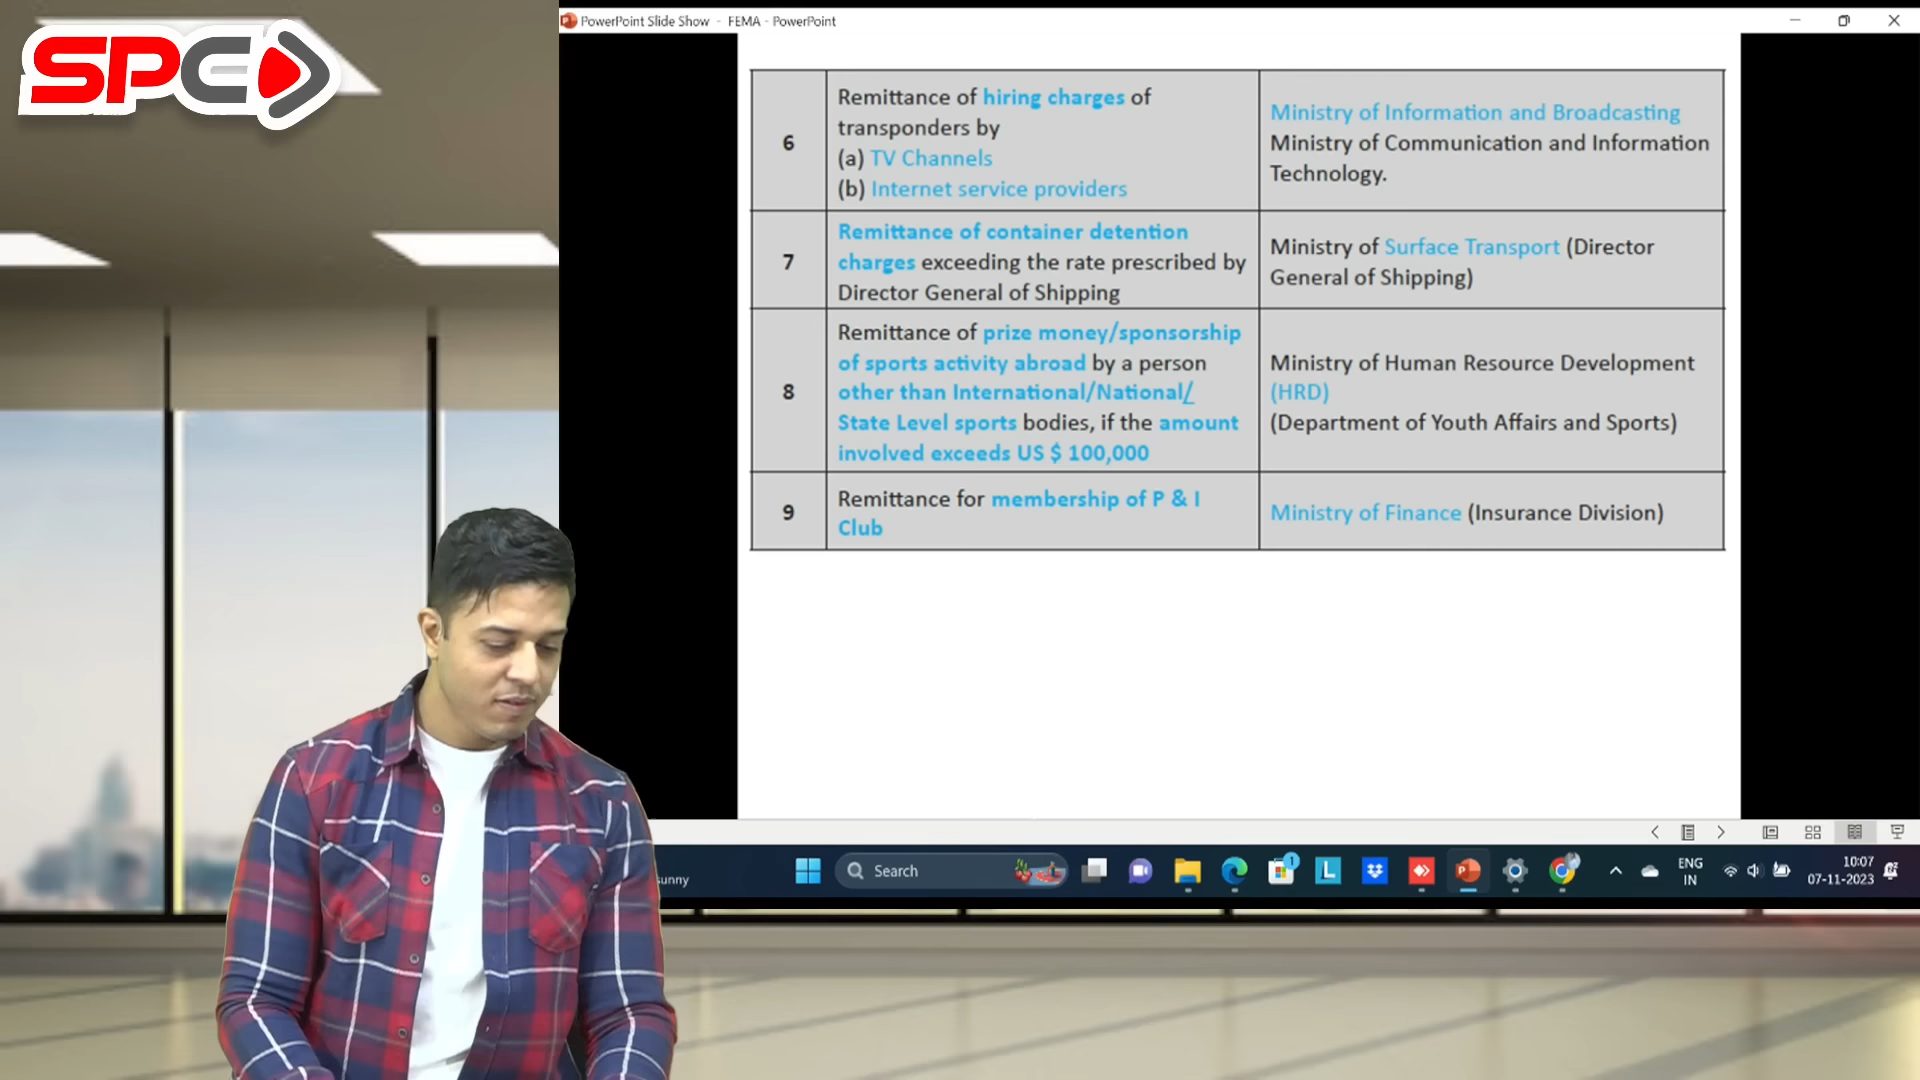 SPE
PowerPoint Slide Show - FEMA - PowerPoint
6
Remittance of hiring charges of
transponders by
(a) TV Channels
(b) Internet service providers
Ministry of Information and Broadcasting
Ministry of Communication and Information
Technology.
7
Remittance of container detention
charges exceeding the rate prescribed by
Director General of Shipping
Ministry of Surface Transport (Director
General of Shipping)
8
Remittance of prize money/sponsorship
of sports activity abroad by a person
other than International/National/
State Level sports bodies, if the amount
involved exceeds US $ 100,000
Ministry of Human Resource Development
(HRD)
(Department of Youth Affairs and Sports)
9
Remittance for membership of P & I
Club
Ministry of Finance (Insurance Division)
sunny
Search
1
L
ENG
IN
10:07
07-11-2023